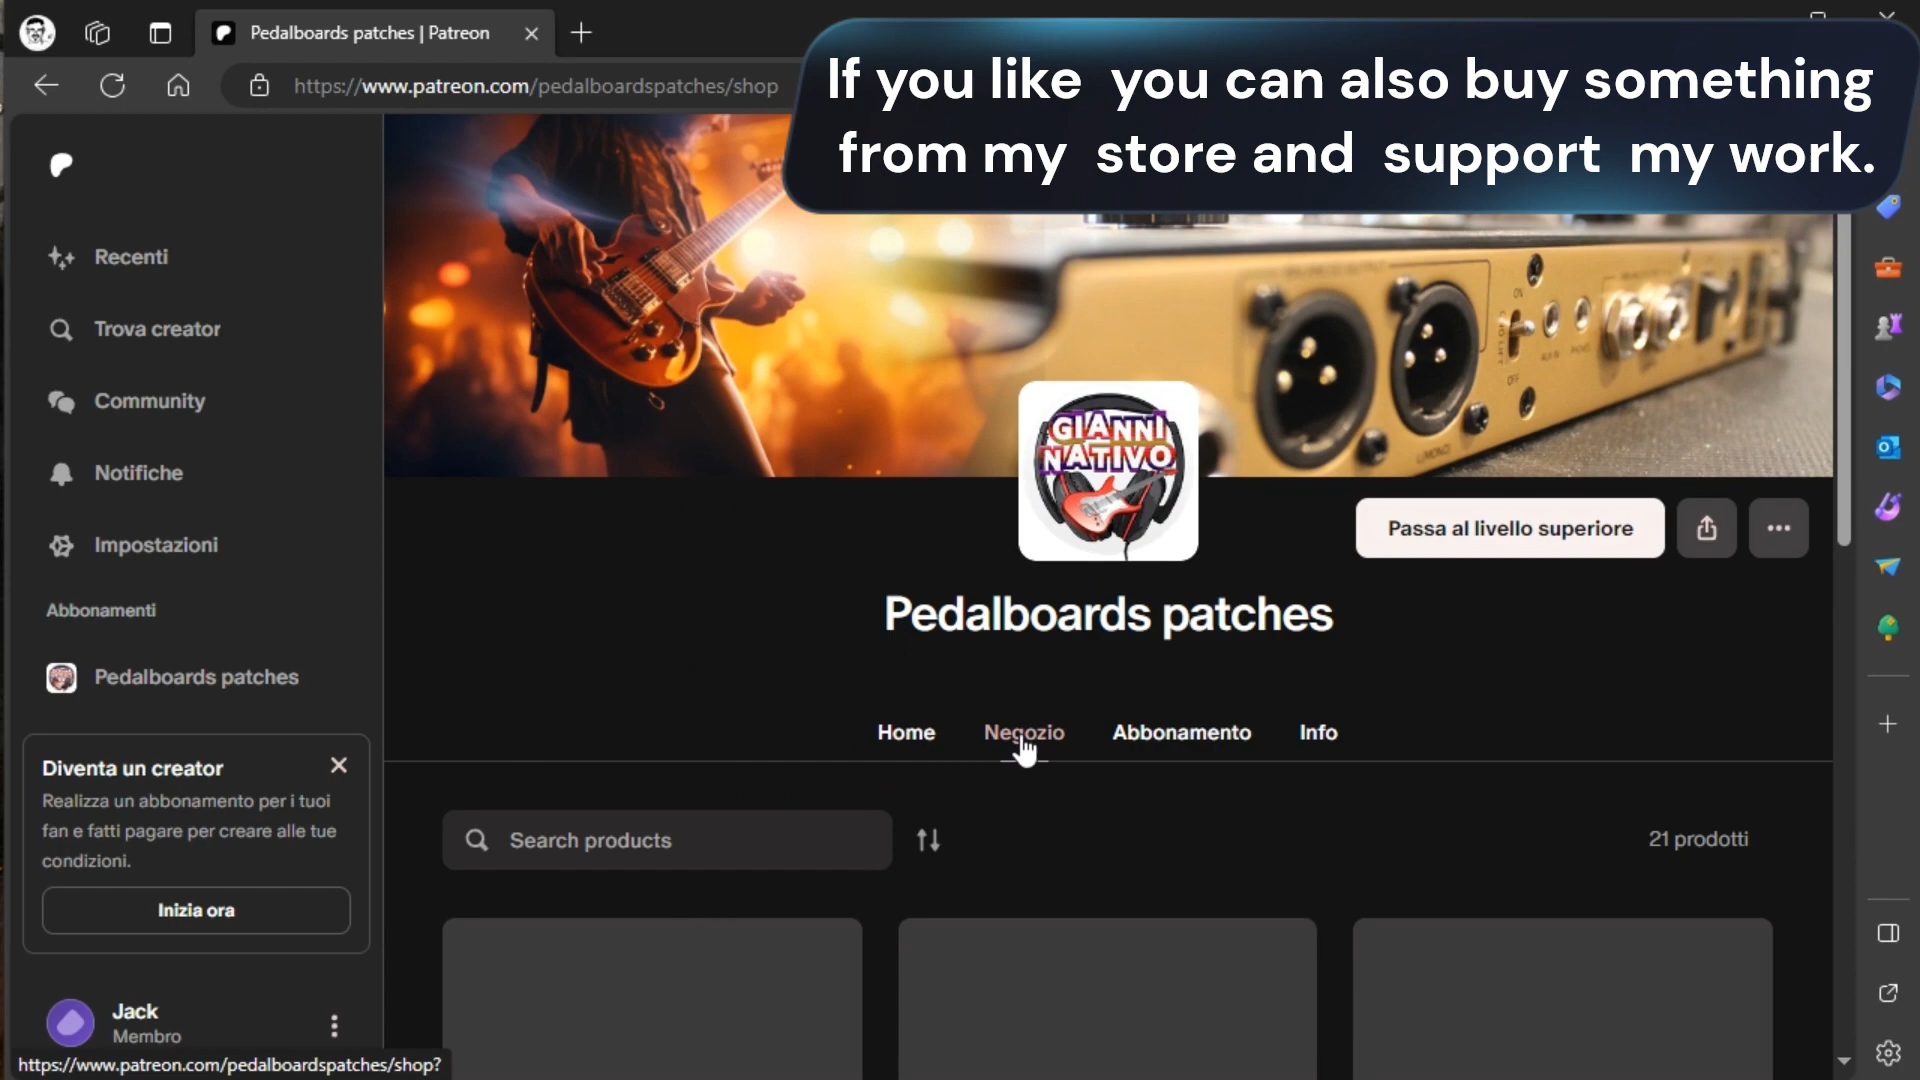 Pedalboards patches | Patreon
If you like you can also buy something
from my store and support my work.
https://www.patreon.com/pedalboardspatches/shop
Recenti
Trova creator
Community
Notifiche
Impostazioni
Abbonamenti
Pedalboards patches
Diventa un creator
Realizza un abbonamento per i tuoi
fan e fatti pagare per creare alle tue
condizioni.
Inizia ora
Jack
Membro
https://www.patreon.com/pedalboardspatches/shop?
GIANNI
NATIVO
ON
OFF
Passa al livello superiore
Pedalboards patches
Home
Negozio
Abbonamento
Info
Search products
21 prodotti